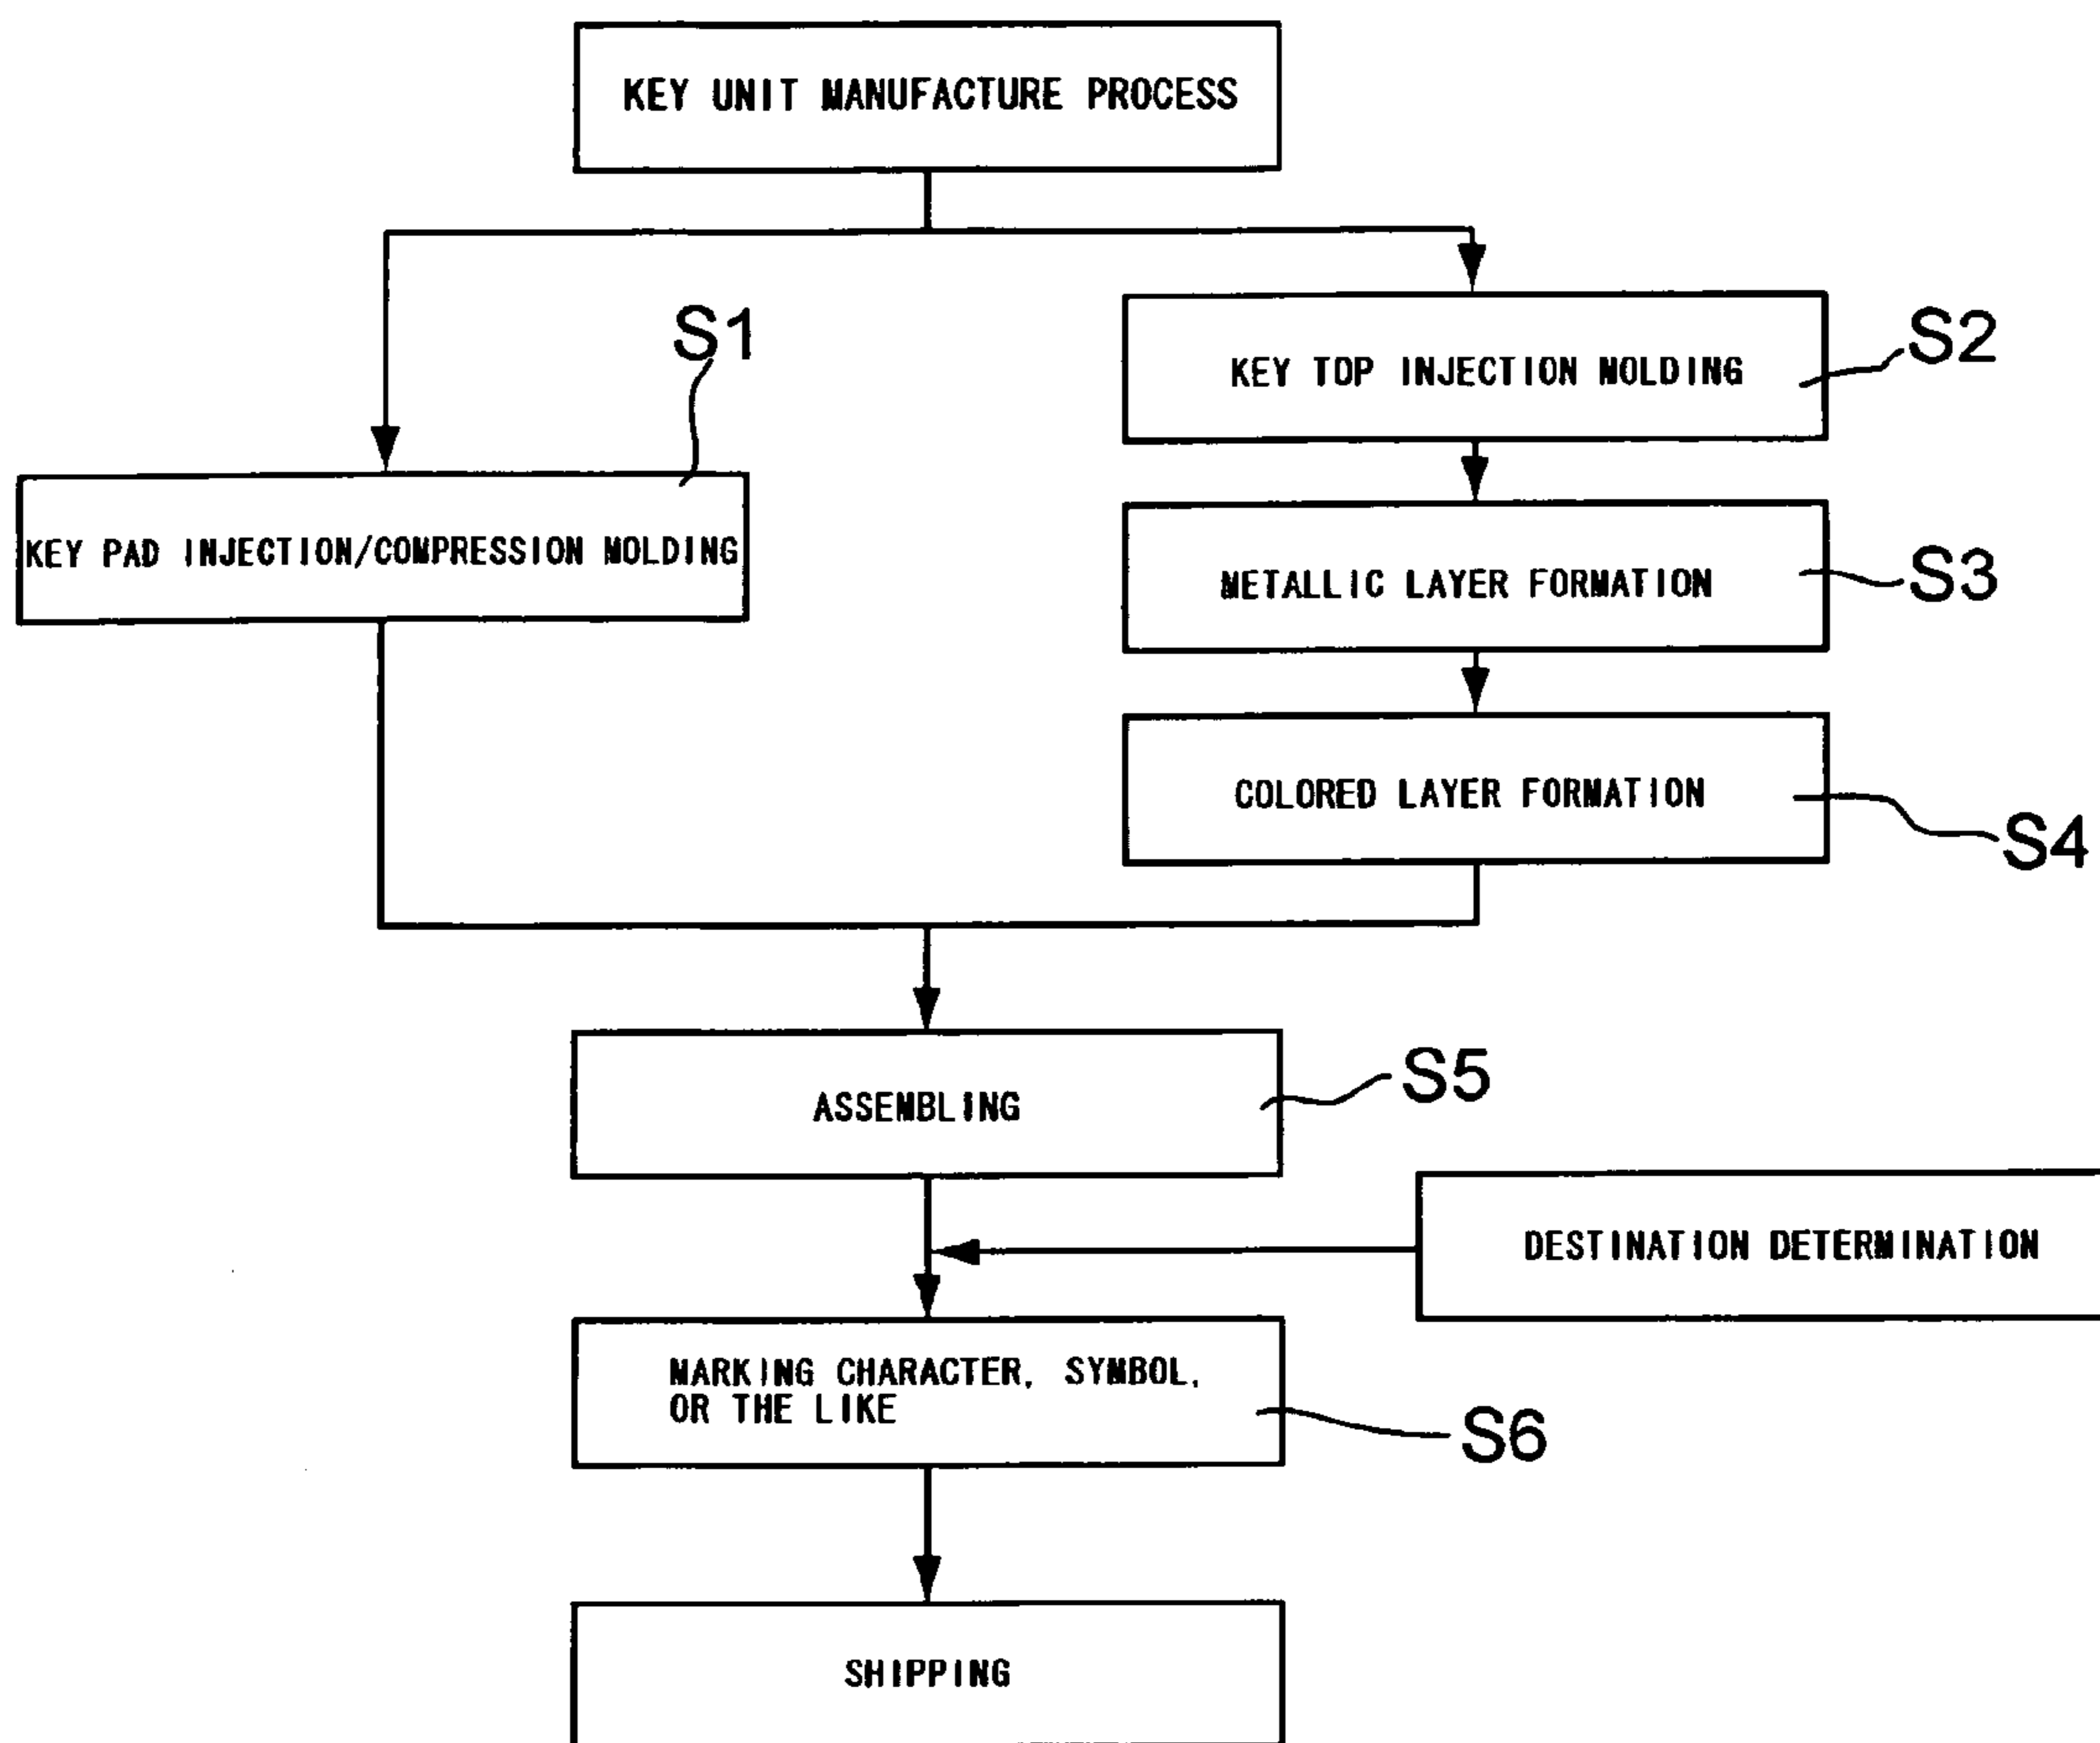 KEY UNIT MANUFACTURE PROCESS
S1
S2
KEY TOP INJECTION MOLDING
KEY PAD INJECTION/COMPRESSION MOLDING
METALLIC LAYER FORMATION
S3
COLORED LAYER FORMATION
S4
ASSEMBLING
S5
DESTINATION DETERMINATION
MARKING CHARACTER, SYMBOL,
OR THE LIKE
S6
SHIPPING